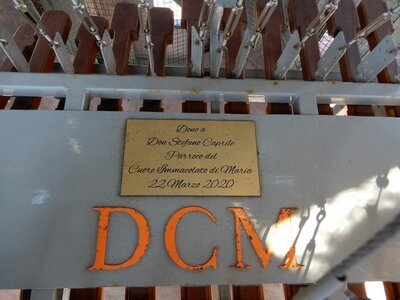 Dono a
Don Stefano Caprile
Parroco del
Cuore Immacolato di Maria
22 Marzo 2020
DCM